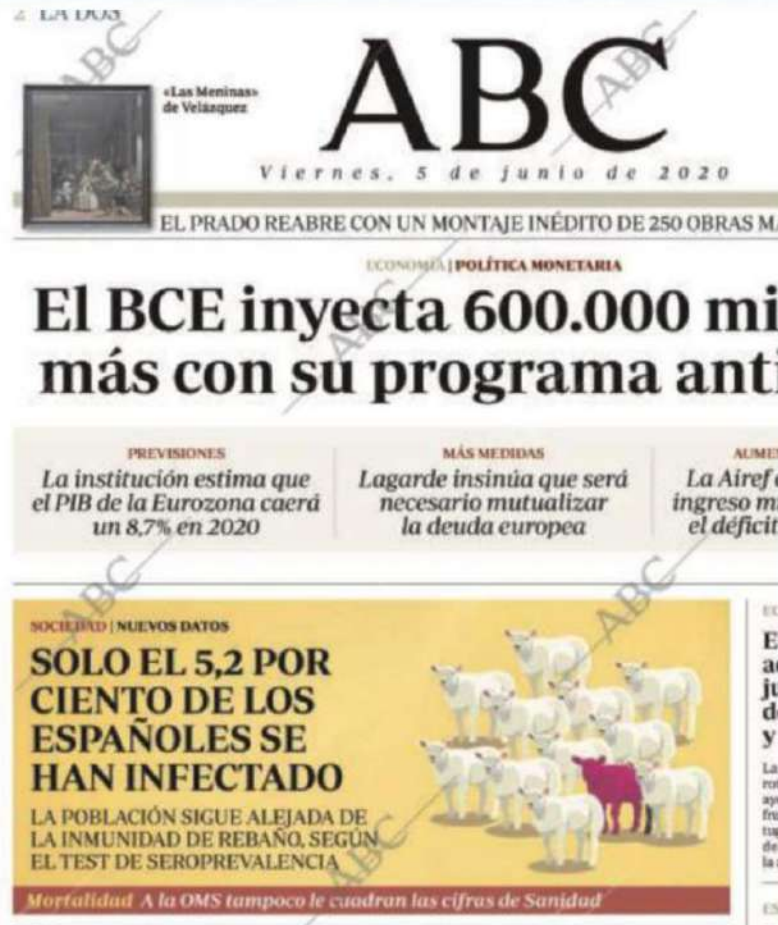 2 LA DOS
«Las Meninas»
de Velázquez
ABC
Viernes, 5 de junio de 2020
EL PRADO REABRE CON UN MONTAJE INÉDITO DE 250 OBRAS
ECONOMÍA | POLÍTICA MONETARIA
El BCE inyecta 600.000
más con su programa
PREVISIONES
La institución estima que
el PIB de la Eurozona caerá
un 8,7% en 2020
MÁS MEDIDAS
Lagarde insinúa que será
necesario mutualizar
la deuda europea
La Airef
ingreso
el déficit
SOCIEDAD | NUEVOS DATOS
SOLO EL 5,2 POR
CIENTO DE LOS
ESPAÑOLES SE
HAN INFECTADO
LA POBLACIÓN SIGUE ALEJADA DE
LA INMUNIDAD DE REBAÑO, SEGÚN
EL TEST DE SEROPREVALENCIA
Mortalidad A la OMS tampoco le cuadran las cifras de Sanidad
y
La